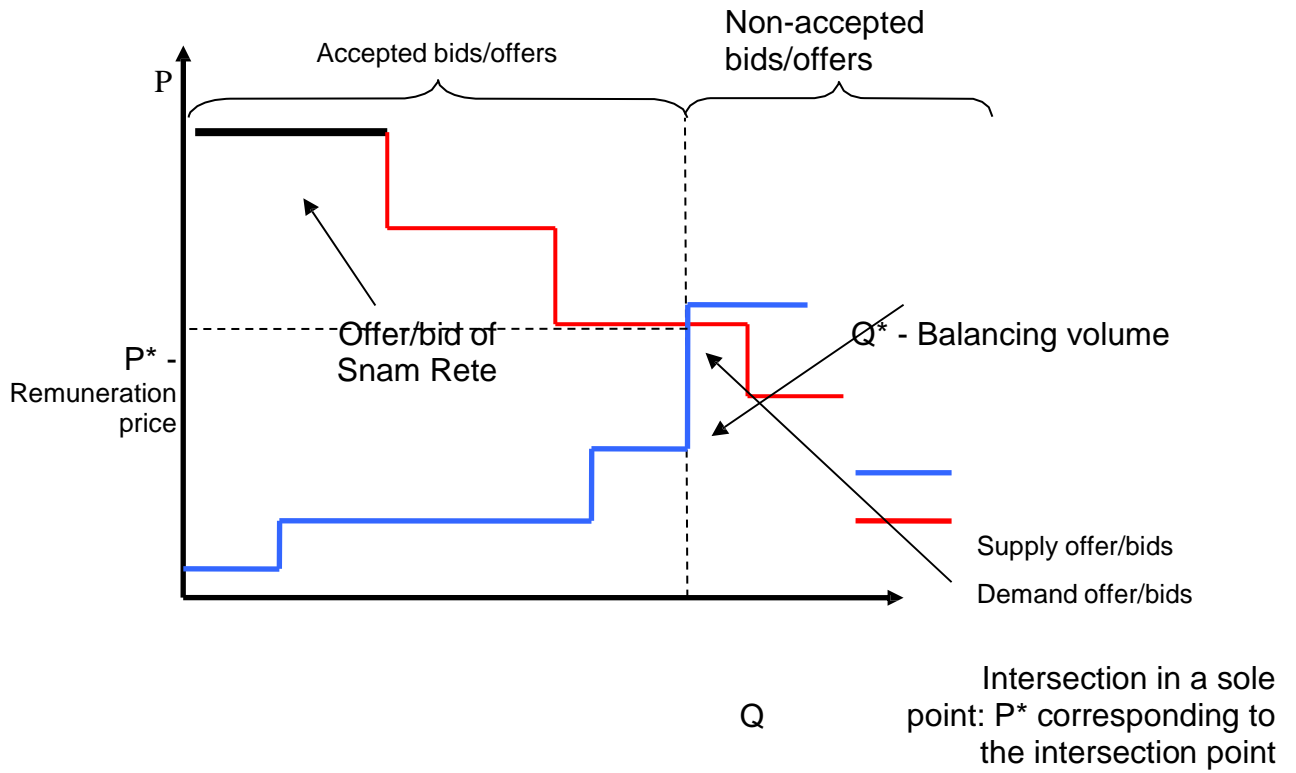 Non-accepted
bids/offers
Accepted bids/offers
P
Offer/bid of
Snam Rete
Q* - Balancing volume
P* -
Remuneration
price
Supply offer/bids
Demand offer/bids
Intersection in a sole
point: P* corresponding to
the intersection point
Q